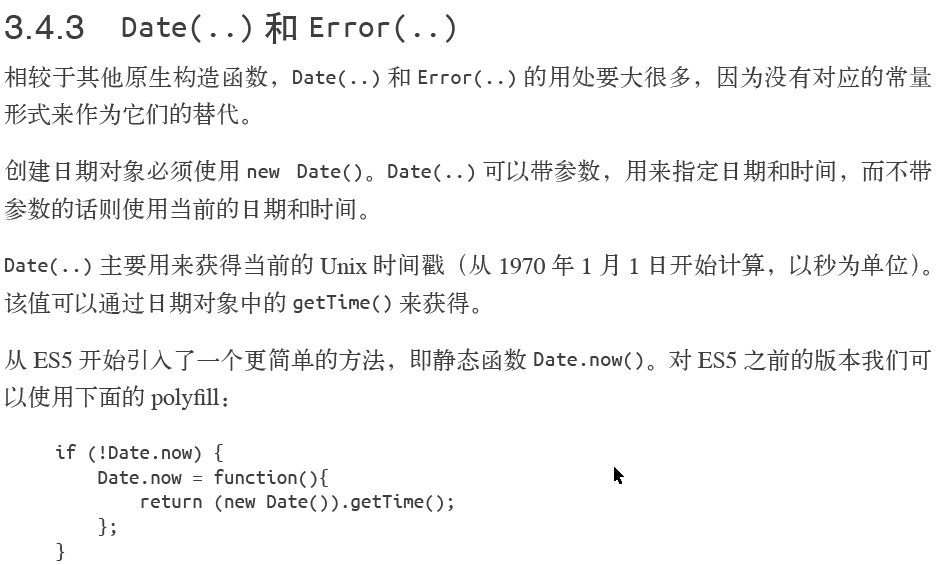 3.4.3 Date(..) 和 Error(..)
相较于其他原生构造函数，Date(..) 和 Error(..) 的用处要大很多，因为没有对应的常量
形式来作为它们的替代。
创建日期对象必须使用 new Date()。Date(..) 可以带参数，用来指定日期和时间，而不带
参数的话则使用当前的日期和时间。
Date(..) 主要用来获得当前的 Unix 时间戳（从 1970 年 1 月 1 日开始计算，以秒为单位）。
该值可以通过日期对象中的 getTime() 来获得。
从 ES5 开始引入了一个更简单的方法，即静态函数 Date.now()。对 ES5 之前的版本我们可
以使用下面的 polyfill：
if (!Date.now) {
    Date.now = function(){
        return (new Date()).getTime();
    };
}